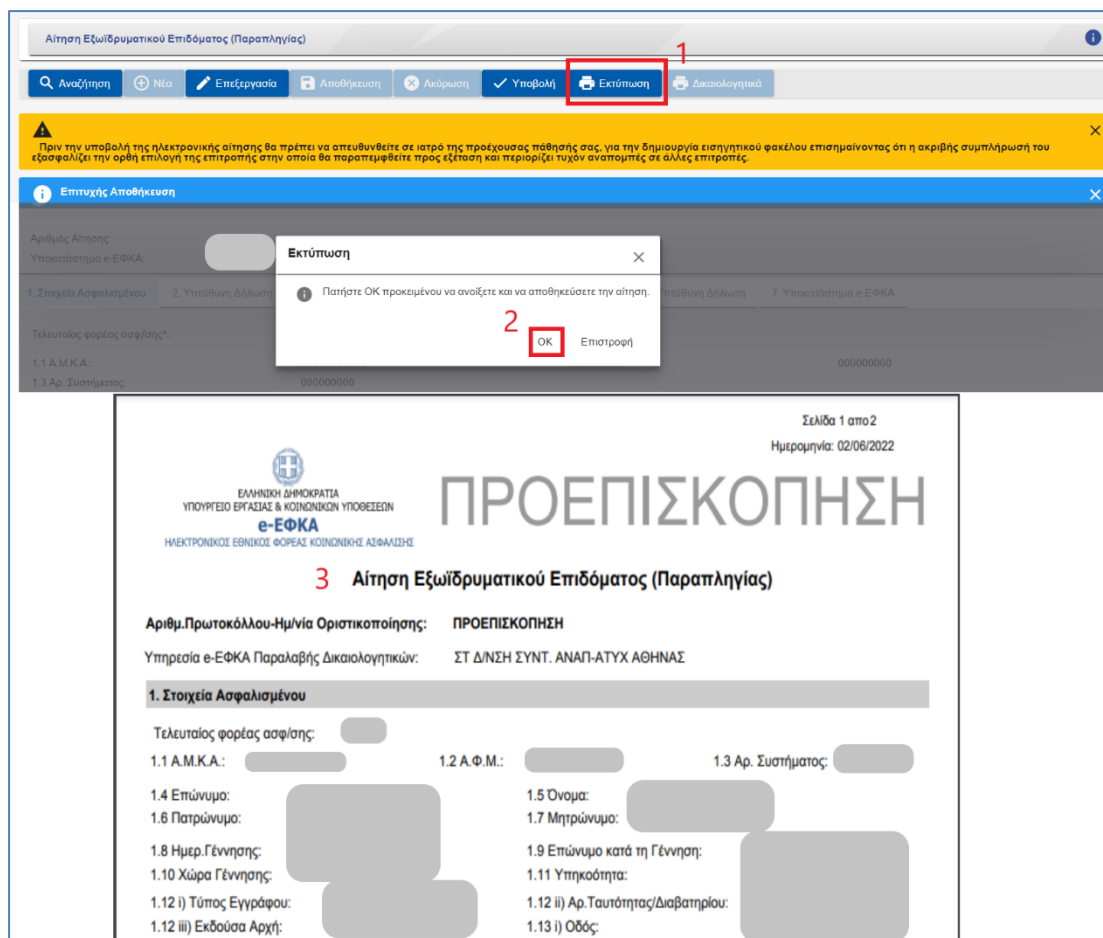 Αίτηση Εξωϊδρυματικού Επιδόματος (Παραπληγίας)
1
Αναζήτηση Νέα Επεξεργασία Αποθήκευση Ακύρωση Υποβολή Εκτύπωση Δικαιολογητικά
Πριν την υποβολή της ηλεκτρονικής αίτησης θα πρέπει να απευθυνθείτε σε ιατρό της προέχουσας πάθησής σας, για την δημιουργία εισηγητικού φακέλου επισημαίνοντας ότι η ακριβής συμπλήρωσή του
εξασφαλίζει την ορθή επιλογή της επιτροπής στην οποία θα παραπεμφθείτε προς εξέταση και περιορίζει τυχόν αναπομπές σε άλλες επιτροπές.
Επιτυχής Αποθήκευση
Αριθμός Αίτησης:
Υποκατάστημα e-ΕΦΚΑ:
Εκτύπωση
Πατήστε OK προκειμένου να ανοίξετε και να αποθηκεύσετε την αίτηση.
2
OK Επιστροφή
1. Στοιχεία Ασφαλισμένου 2. Υπεύθυνη Δήλωση Υπεύθυνη Δήλωση 7. Υποκατάστημα e-ΕΦΚΑ
Τελευταίος φορέας ασφ/σης*:
1.1 Α.Μ.Κ.Α.: 000000000
1.3 Αρ. Συστήματος: 000000000
Σελίδα 1 απο 2
Ημερομηνία: 02/06/2022
ΕΛΛΗΝΙΚΗ ΔΗΜΟΚΡΑΤΙΑ
ΥΠΟΥΡΓΕΙΟ ΕΡΓΑΣΙΑΣ & ΚΟΙΝΩΝΙΚΩΝ ΥΠΟΘΕΣΕΩΝ
e-ΕΦΚΑ
ΗΛΕΚΤΡΟΝΙΚΟΣ ΕΘΝΙΚΟΣ ΦΟΡΕΑΣ ΚΟΙΝΩΝΙΚΗΣ ΑΣΦΑΛΙΣΗΣ
ΠΡΟΕΠΙΣΚΟΠΗΣΗ
3 Αίτηση Εξωϊδρυματικού Επιδόματος (Παραπληγίας)
Αριθμ.Πρωτοκόλλου-Ημ/νία Οριστικοποίησης: ΠΡΟΕΠΙΣΚΟΠΗΣΗ
Υπηρεσία e-ΕΦΚΑ Παραλαβής Δικαιολογητικών: ΣΤ Δ/ΝΣΗ ΣΥΝΤ. ΑΝΑΠ-ΑΤΥΧ ΑΘΗΝΑΣ
1. Στοιχεία Ασφαλισμένου
Τελευταίος φορέας ασφ/σης:
1.1 Α.Μ.Κ.Α.: 1.2 Α.Φ.Μ.: 1.3 Αρ. Συστήματος:
1.4 Επώνυμο: 1.5 Όνομα:
1.6 Πατρώνυμο: 1.7 Μητρώνυμο:
1.8 Ημερ.Γέννησης: 1.9 Επώνυμο κατά τη Γέννηση:
1.10 Χώρα Γέννησης: 1.11 Υπηκοότητα:
1.12 i) Τύπος Εγγράφου: 1.12 ii) Αρ.Ταυτότητας/Διαβατηρίου:
1.12 iii) Εκδούσα Αρχή: 1.13 i) Οδός: